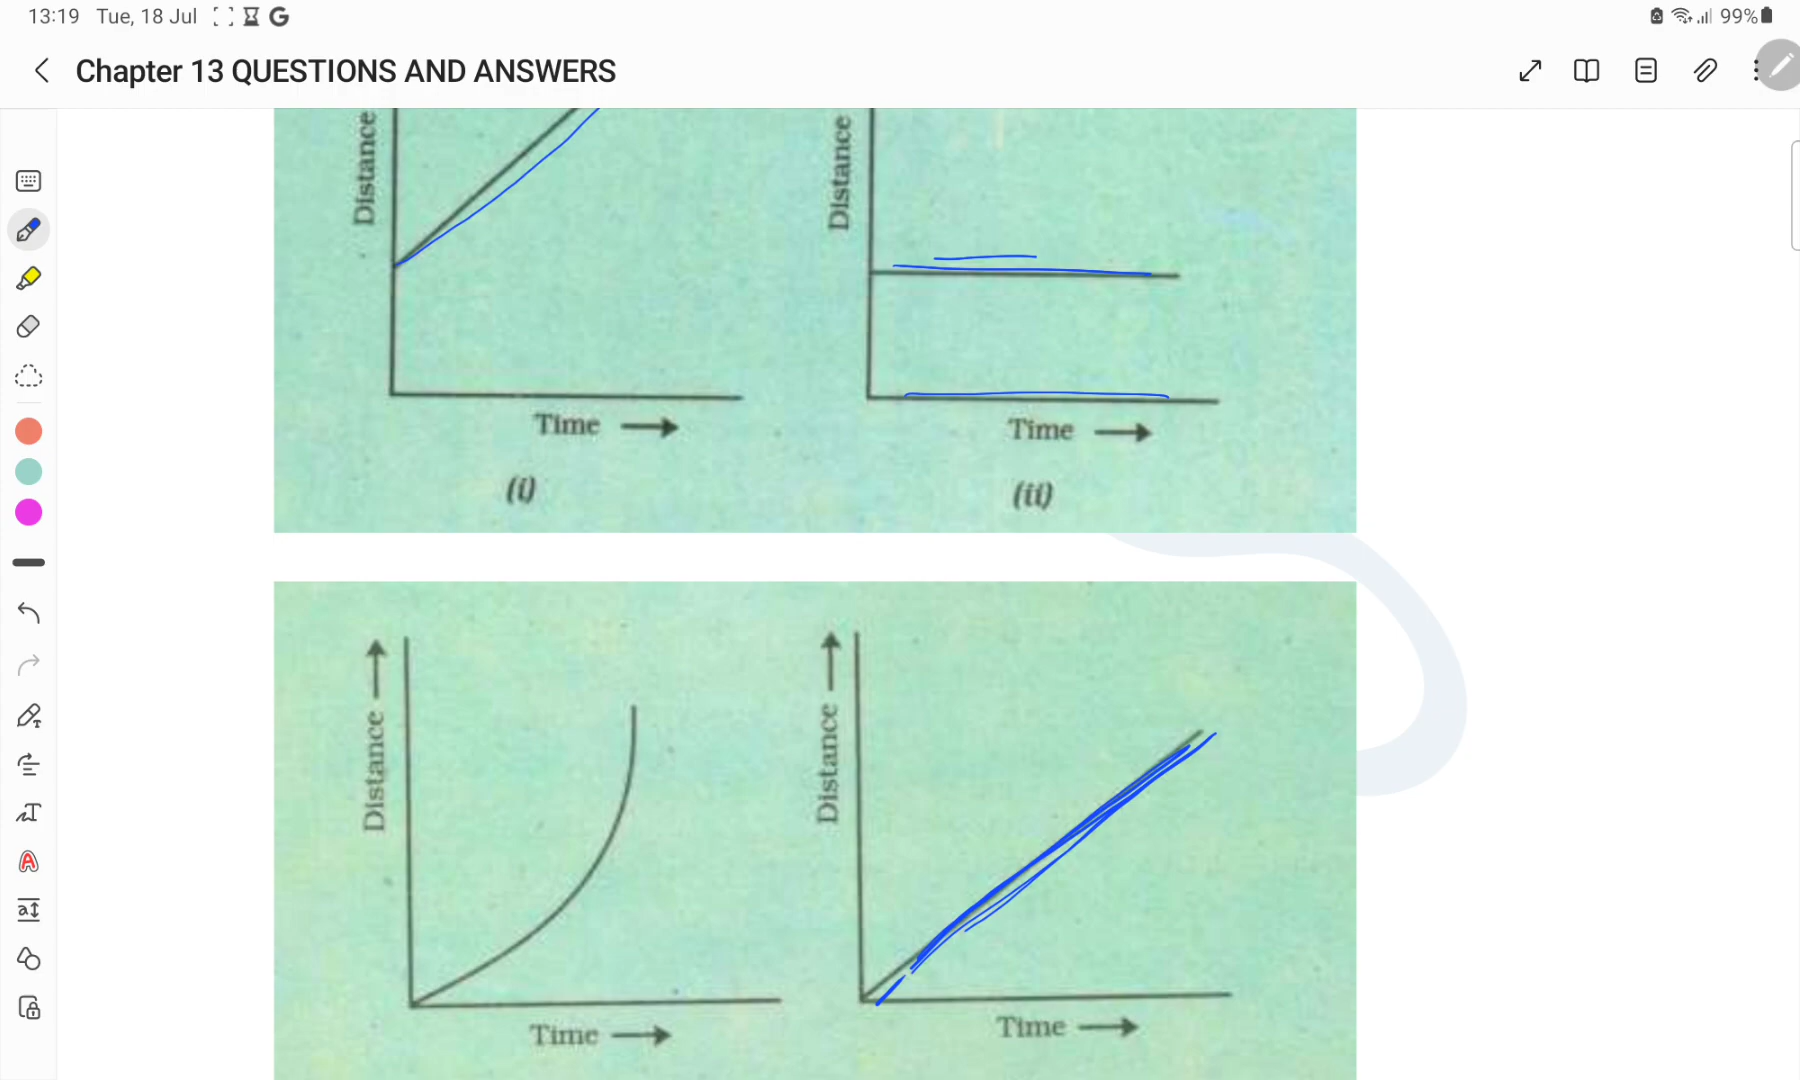 13:19 Tue, 18 Jul G 99%
Chapter 13 QUESTIONS AND ANSWERS
Distance
Distance
Time
Time
(i)
(ii)
Distance
Distance
Time
Time